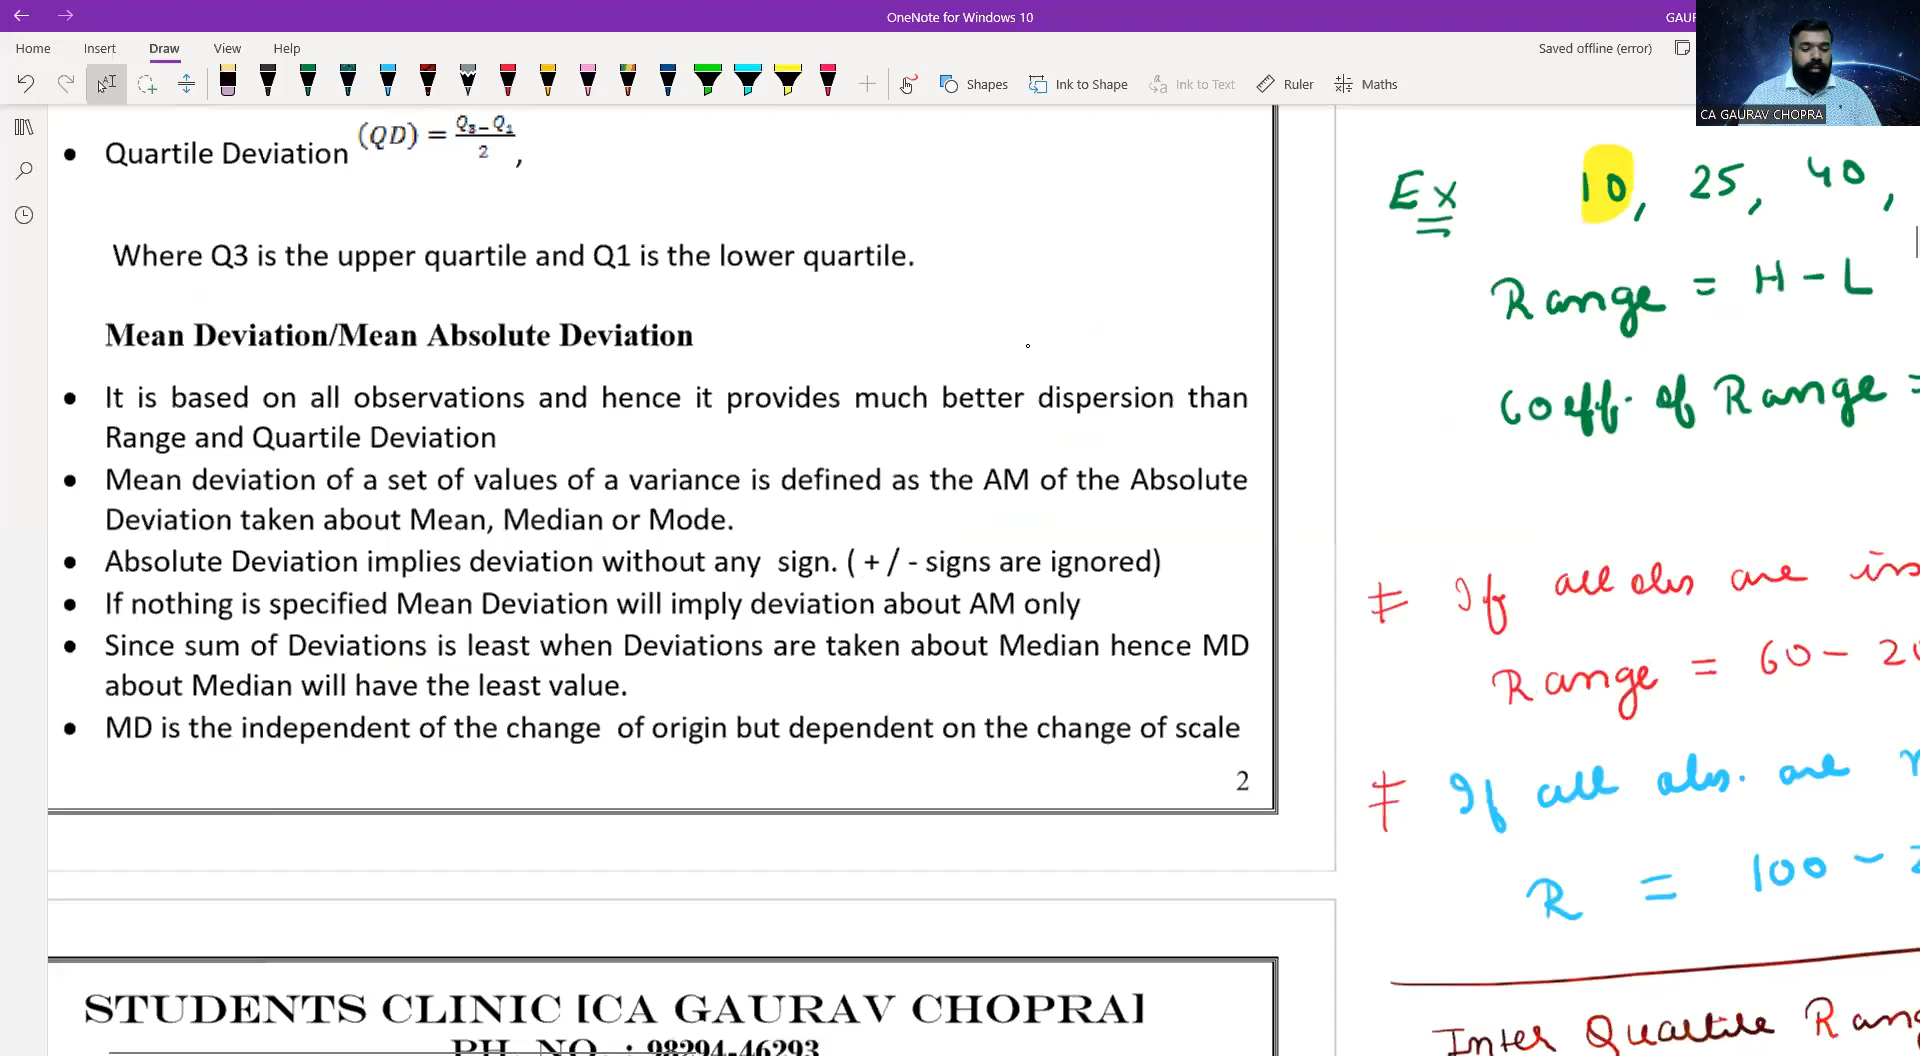 OneNote for Windows 10
Home Insert Draw View Help
Saved offline (error)
Shapes Ink to Shape Ink to Text Ruler Maths
CA GAURAV CHOPRA
• Quartile Deviation (QD) = Q₃−Q₁ / 2 ,
Where Q3 is the upper quartile and Q1 is the lower quartile.
Mean Deviation/Mean Absolute Deviation
• It is based on all observations and hence it provides much better dispersion than
Range and Quartile Deviation
• Mean deviation of a set of values of a variance is defined as the AM of the Absolute
Deviation taken about Mean, Median or Mode.
• Absolute Deviation implies deviation without any sign. ( + / - signs are ignored)
• If nothing is specified Mean Deviation will imply deviation about AM only
• Since sum of Deviations is least when Deviations are taken about Median hence MD
about Median will have the least value.
• MD is the independent of the change of origin but dependent on the change of scale
2
STUDENTS CLINIC [CA GAURAV CHOPRA]
PH. NO. : 98294-46293
Ex 10, 25, 40,
Range = H - L
Coeff. of Range =
If all obs are
Range = 60 -
If all obs. are
R = 100 -
Inter Quartile